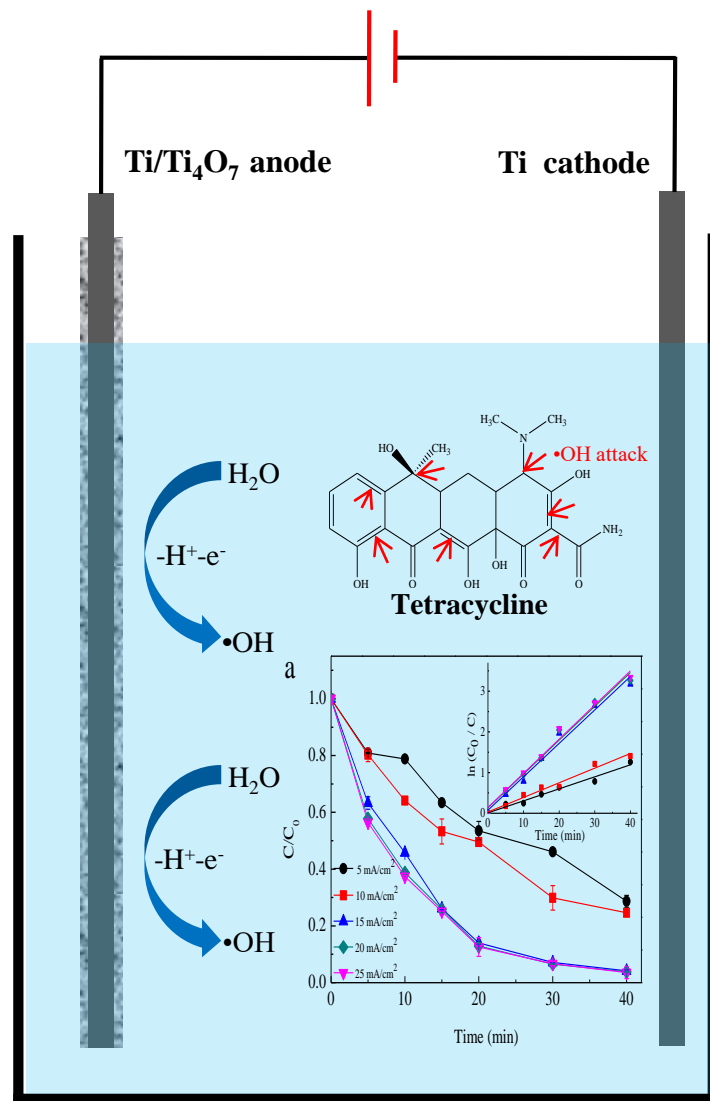 Ti/Ti₄O₇ anode
Ti cathode
H₂O
-H⁺-e⁻
•OH
H₃C
CH₃
N
HO
CH₃
•OH attack
OH
NH₂
OH
OH
O
OH
O
O
Tetracycline
a
1.0
0.8
0.6
0.4
0.2
0.0
C/C₀
0
10
20
30
40
Time (min)
5 mA/cm²
10 mA/cm²
15 mA/cm²
20 mA/cm²
25 mA/cm²
3
2
1
0
ln (C₀ / C)
0
10
20
30
40
Time (min)
H₂O
-H⁺-e⁻
•OH